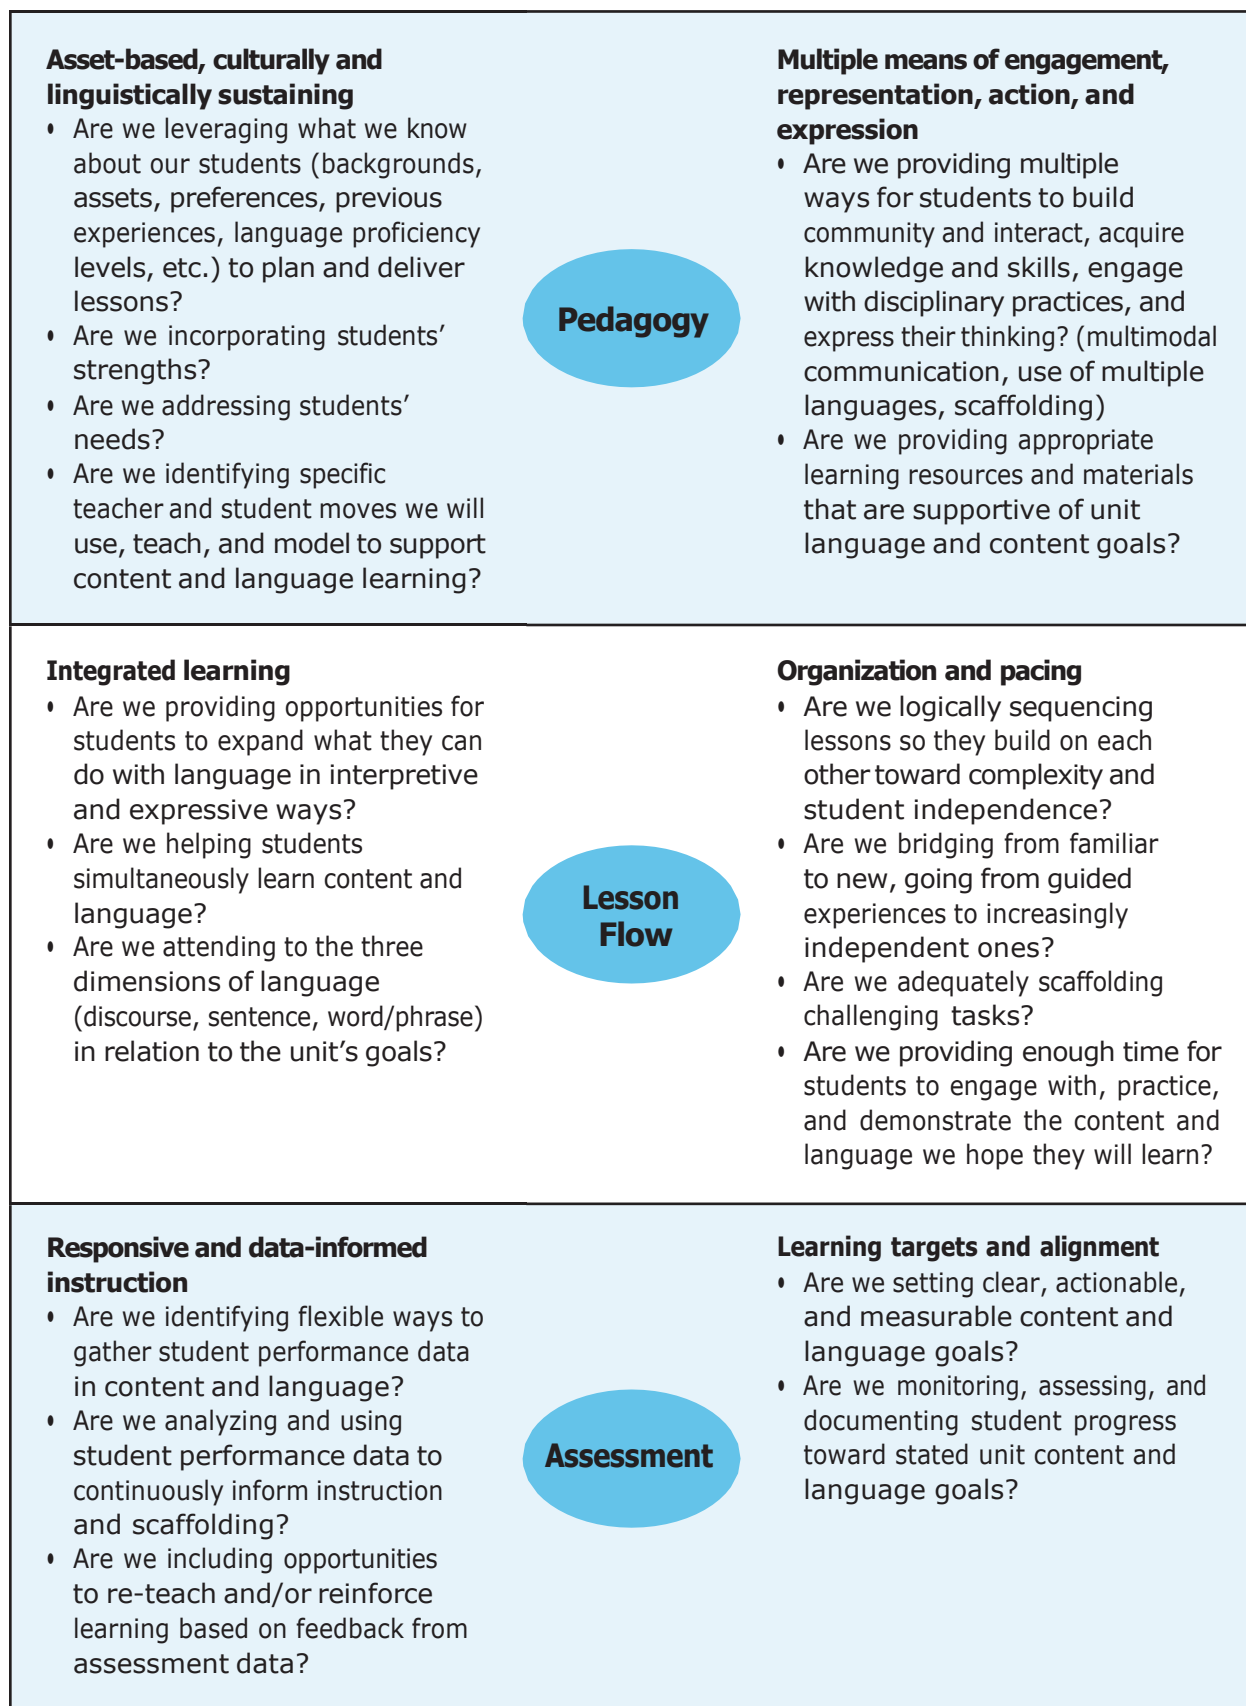 Asset-based, culturally and
linguistically sustaining
• Are we leveraging what we know
about our students (backgrounds,
assets, preferences, previous
experiences, language proficiency
levels, etc.) to plan and deliver
lessons?
• Are we incorporating students’
strengths?
• Are we addressing students’
needs?
• Are we identifying specific
teacher and student moves we will
use, teach, and model to support
content and language learning?
Pedagogy
Multiple means of engagement,
representation, action, and
expression
• Are we providing multiple
ways for students to build
community and interact, acquire
knowledge and skills, engage
with disciplinary practices, and
express their thinking? (multimodal
communication, use of multiple
languages, scaffolding)
• Are we providing appropriate
learning resources and materials
that are supportive of unit
language and content goals?
Integrated learning
• Are we providing opportunities for
students to expand what they can
do with language in interpretive
and expressive ways?
• Are we helping students
simultaneously learn content and
language?
• Are we attending to the three
dimensions of language
(discourse, sentence, word/phrase)
in relation to the unit’s goals?
Lesson
Flow
Organization and pacing
• Are we logically sequencing
lessons so they build on each
other toward complexity and
student independence?
• Are we bridging from familiar
to new, going from guided
experiences to increasingly
independent ones?
• Are we adequately scaffolding
challenging tasks?
• Are we providing enough time for
students to engage with, practice,
and demonstrate the content and
language we hope they will learn?
Responsive and data-informed
instruction
• Are we identifying flexible ways to
gather student performance data
in content and language?
• Are we analyzing and using
student performance data to
continuously inform instruction
and scaffolding?
• Are we including opportunities
to re-teach and/or reinforce
learning based on feedback from
assessment data?
Assessment
Learning targets and alignment
• Are we setting clear, actionable,
and measurable content and
language goals?
• Are we monitoring, assessing, and
documenting student progress
toward stated unit content and
language goals?